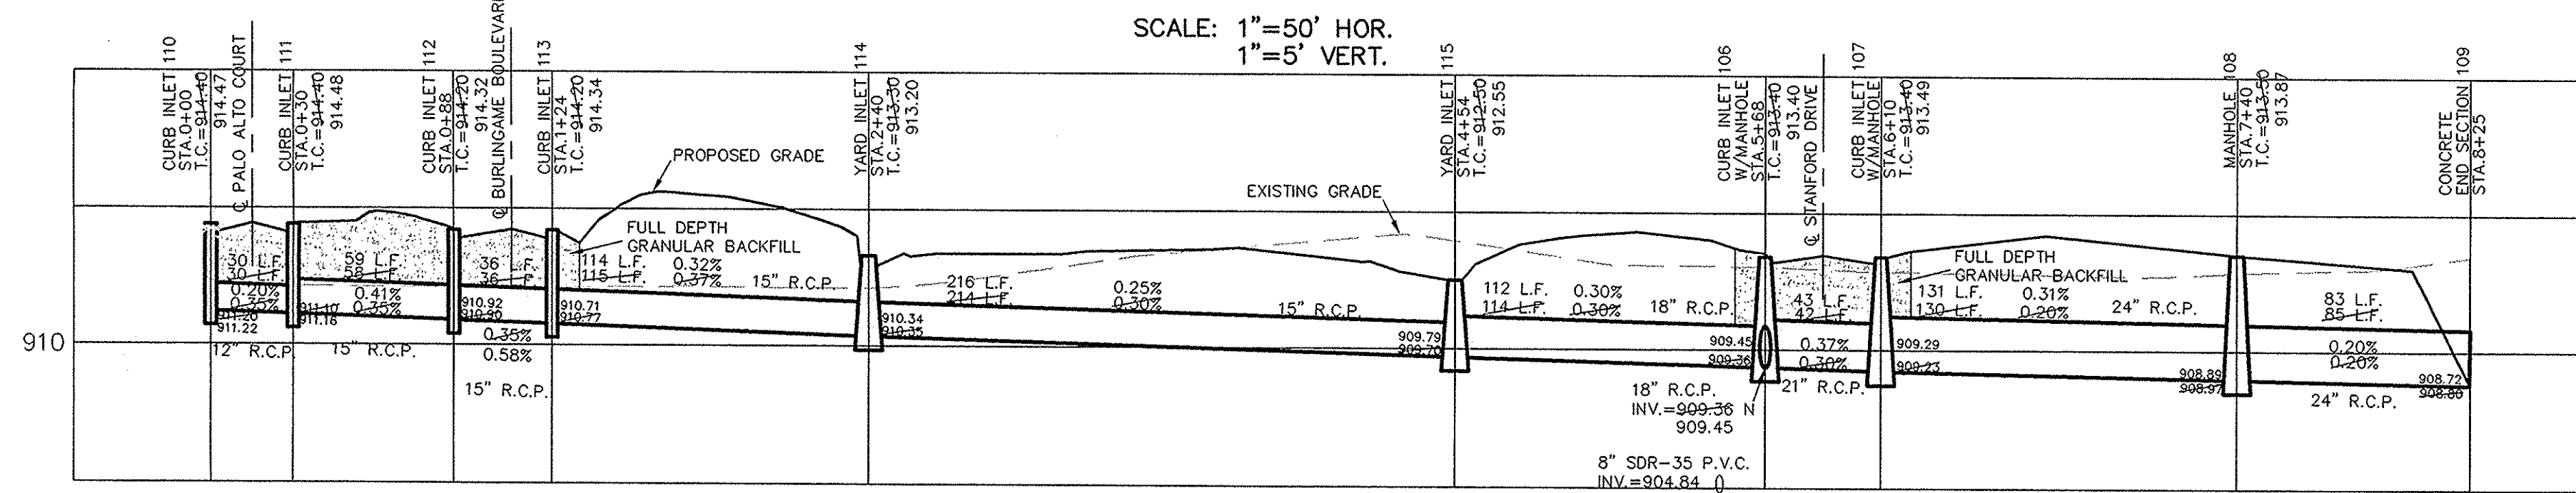 SCALE: 1"=50' HOR.
1"=5' VERT.
CURB INLET 110
STA.0+00
T.C.=914.40
914.47
℄ PALO ALTO COURT
CURB INLET 111
STA.0+30
T.C.=914.40
914.48
CURB INLET 112
STA.0+88
T.C.=914.20
914.32
℄ BURLINGAME BOULEVARD
CURB INLET 113
STA.1+24
T.C.=914.20
914.34
YARD INLET 114
STA.2+40
T.C.=913.30
913.20
YARD INLET 115
STA.4+54
T.C.=912.50
912.55
CURB INLET 106
W/MANHOLE
STA.5+68
T.C.=913.40
913.40
℄ STANFORD DRIVE
CURB INLET 107
W/MANHOLE
STA.6+10
T.C.=913.40
913.49
MANHOLE 108
STA.7+40
T.C.=913.50
913.87
CONCRETE
END SECTION 109
STA.8+25
PROPOSED GRADE
EXISTING GRADE
FULL DEPTH
GRANULAR BACKFILL
FULL DEPTH
GRANULAR BACKFILL
30 L.F.
30 L.F.
0.20%
0.35%
911.20
911.22
12" R.C.P.
59 L.F.
58 L.F.
0.41%
0.35%
911.10
911.16
15" R.C.P.
36 L.F.
36 L.F.
910.92
910.90
0.35%
0.58%
15" R.C.P.
114 L.F. 0.32%
115 L.F. 0.37%
15" R.C.P.
910.71
910.77
216 L.F. 0.25%
214 L.F. 0.30%
15" R.C.P.
910.34
910.35
909.79
909.70
112 L.F. 0.30%
114 L.F. 0.30%
18" R.C.P.
909.45
909.36
18" R.C.P.
INV.=909.36 N
909.45
8" SDR-35 P.V.C.
INV.=904.84
43 L.F.
42 L.F.
0.37%
0.30%
21" R.C.P.
909.29
909.23
131 L.F. 0.31%
130 L.F. 0.20%
24" R.C.P.
908.89
908.97
83 L.F.
85 L.F.
0.20%
0.20%
908.72
908.80
24" R.C.P.
910